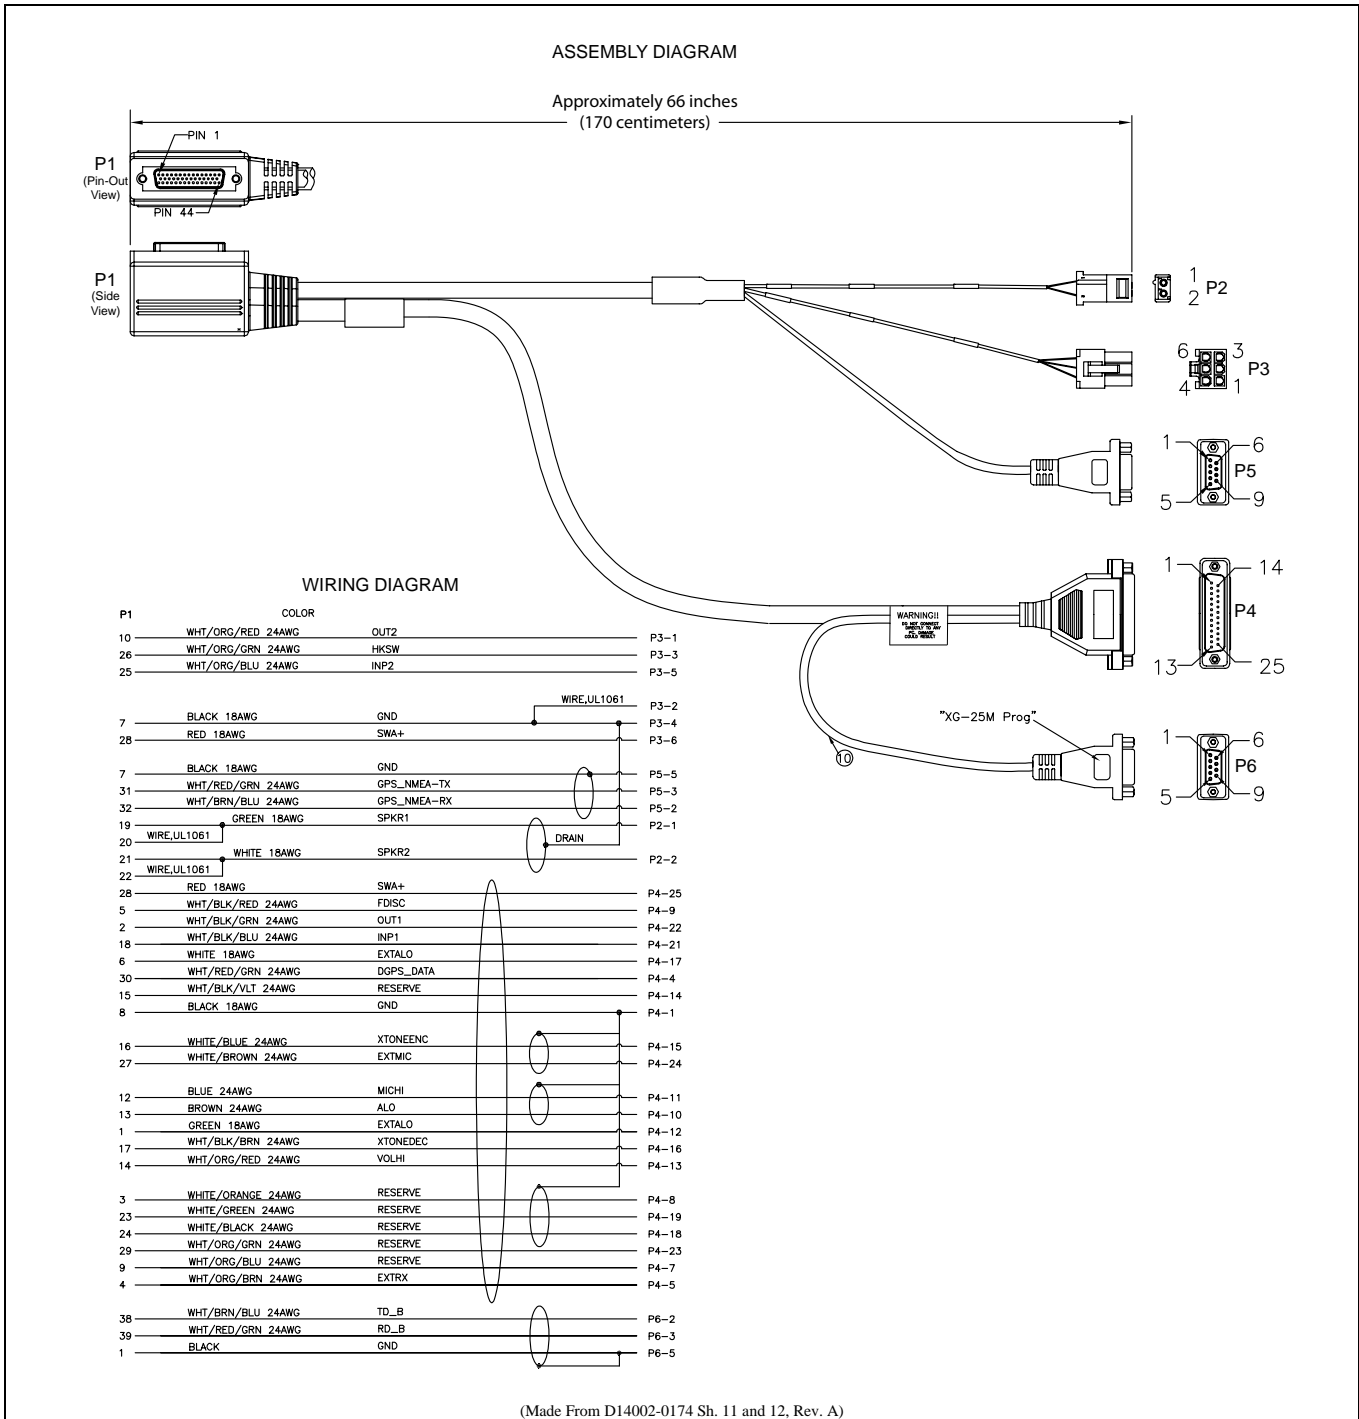 ASSEMBLY DIAGRAM
Approximately 66 inches
(170 centimeters)
PIN 1
P1
(Pin-Out
View)
PIN 44
P1
(Side
View)
1
2
P2
6
3
4
1
P3
1
6
5
9
P5
1
14
13
25
P4
WARNING!!
DO NOT CONNECT
DIRECTLY TO ANY
PC. DAMAGE
COULD RESULT
"XG-25M Prog"
10
1
6
5
9
P6
WIRING DIAGRAM
P1 COLOR
10 WHT/ORG/RED 24AWG OUT2 P3-1
26 WHT/ORG/GRN 24AWG HKSW P3-3
25 WHT/ORG/BLU 24AWG INP2 P3-5
WIRE,UL1061 P3-2
7 BLACK 18AWG GND P3-4
28 RED 18AWG SWA+ P3-6
7 BLACK 18AWG GND P5-5
31 WHT/RED/GRN 24AWG GPS_NMEA-TX P5-3
32 WHT/BRN/BLU 24AWG GPS_NMEA-RX P5-2
19 GREEN 18AWG SPKR1 P2-1
20 WIRE,UL1061 DRAIN
21 WHITE 18AWG SPKR2 P2-2
22 WIRE,UL1061
28 RED 18AWG SWA+ P4-25
5 WHT/BLK/RED 24AWG FDISC P4-9
2 WHT/BLK/GRN 24AWG OUT1 P4-22
18 WHT/BLK/BLU 24AWG INP1 P4-21
6 WHITE 18AWG EXTALO P4-17
30 WHT/RED/GRN 24AWG DGPS_DATA P4-4
15 WHT/BLK/VLT 24AWG RESERVE P4-14
8 BLACK 18AWG GND P4-1
16 WHITE/BLUE 24AWG XTONEENC P4-15
27 WHITE/BROWN 24AWG EXTMIC P4-24
12 BLUE 24AWG MICHI P4-11
13 BROWN 24AWG ALO P4-10
1 GREEN 18AWG EXTALO P4-12
17 WHT/BLK/BRN 24AWG XTONEDEC P4-16
14 WHT/ORG/RED 24AWG VOLHI P4-13
3 WHITE/ORANGE 24AWG RESERVE P4-8
23 WHITE/GREEN 24AWG RESERVE P4-19
24 WHITE/BLACK 24AWG RESERVE P4-18
29 WHT/ORG/GRN 24AWG RESERVE P4-23
9 WHT/ORG/BLU 24AWG RESERVE P4-7
4 WHT/ORG/BRN 24AWG EXTRX P4-5
38 WHT/BRN/BLU 24AWG TD_B P6-2
39 WHT/RED/GRN 24AWG RD_B P6-3
1 BLACK GND P6-5
(Made From D14002-0174 Sh. 11 and 12, Rev. A)